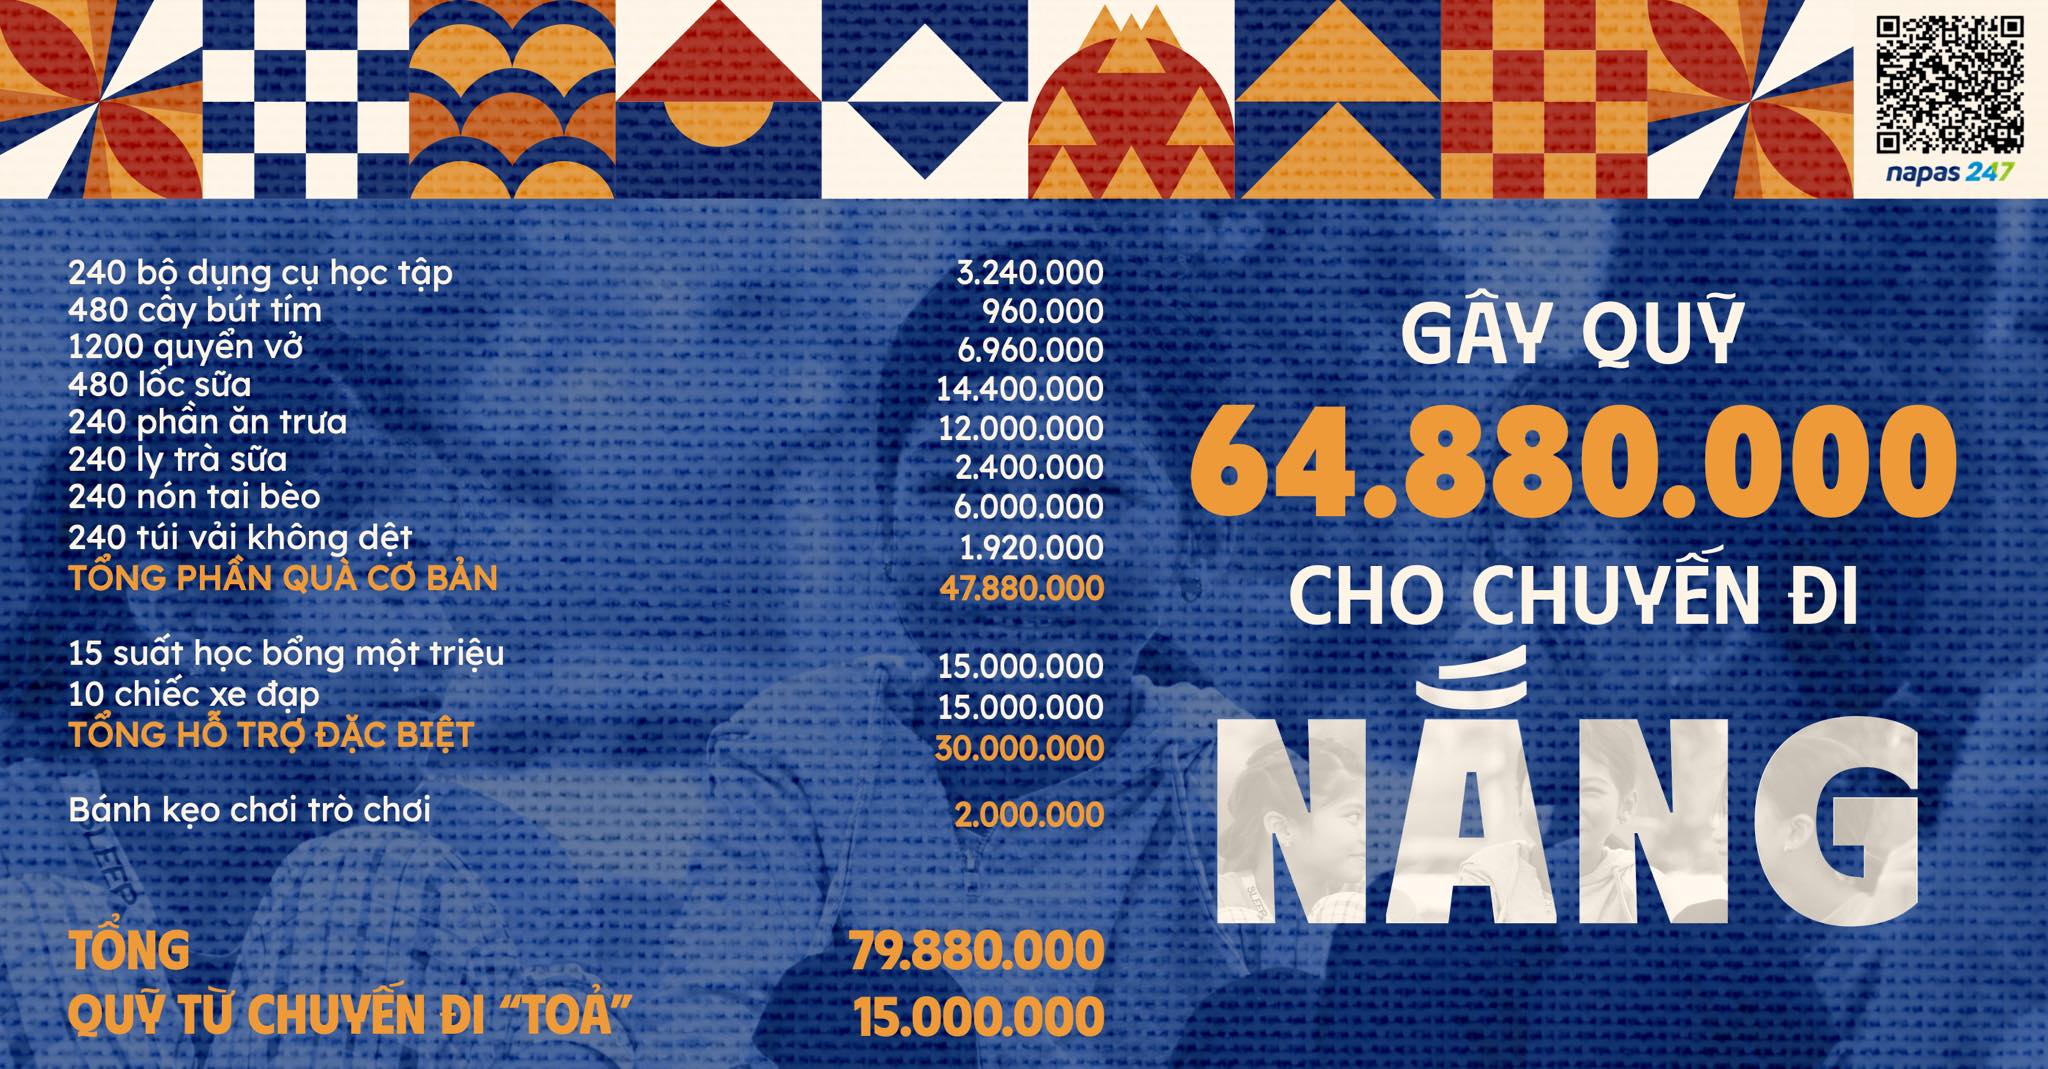 napas 247
240 bộ dụng cụ học tập 3.240.000
480 cây bút tím 960.000
1200 quyển vở 6.960.000
480 lốc sữa 14.400.000
240 phần ăn trưa 12.000.000
240 ly trà sữa 2.400.000
240 nón tai bèo 6.000.000
240 túi vải không dệt 1.920.000
TỔNG PHẦN QUÀ CƠ BẢN 47.880.000
15 suất học bổng một triệu 15.000.000
10 chiếc xe đạp 15.000.000
TỔNG HỖ TRỢ ĐẶC BIỆT 30.000.000
Bánh kẹo chơi trò chơi 2.000.000
TỔNG 79.880.000
QUỸ TỪ CHUYẾN ĐI “TOẢ” 15.000.000
GÂY QUỸ
64.880.000
CHO CHUYẾN ĐI
NẮNG
SLEEP
SLEEP